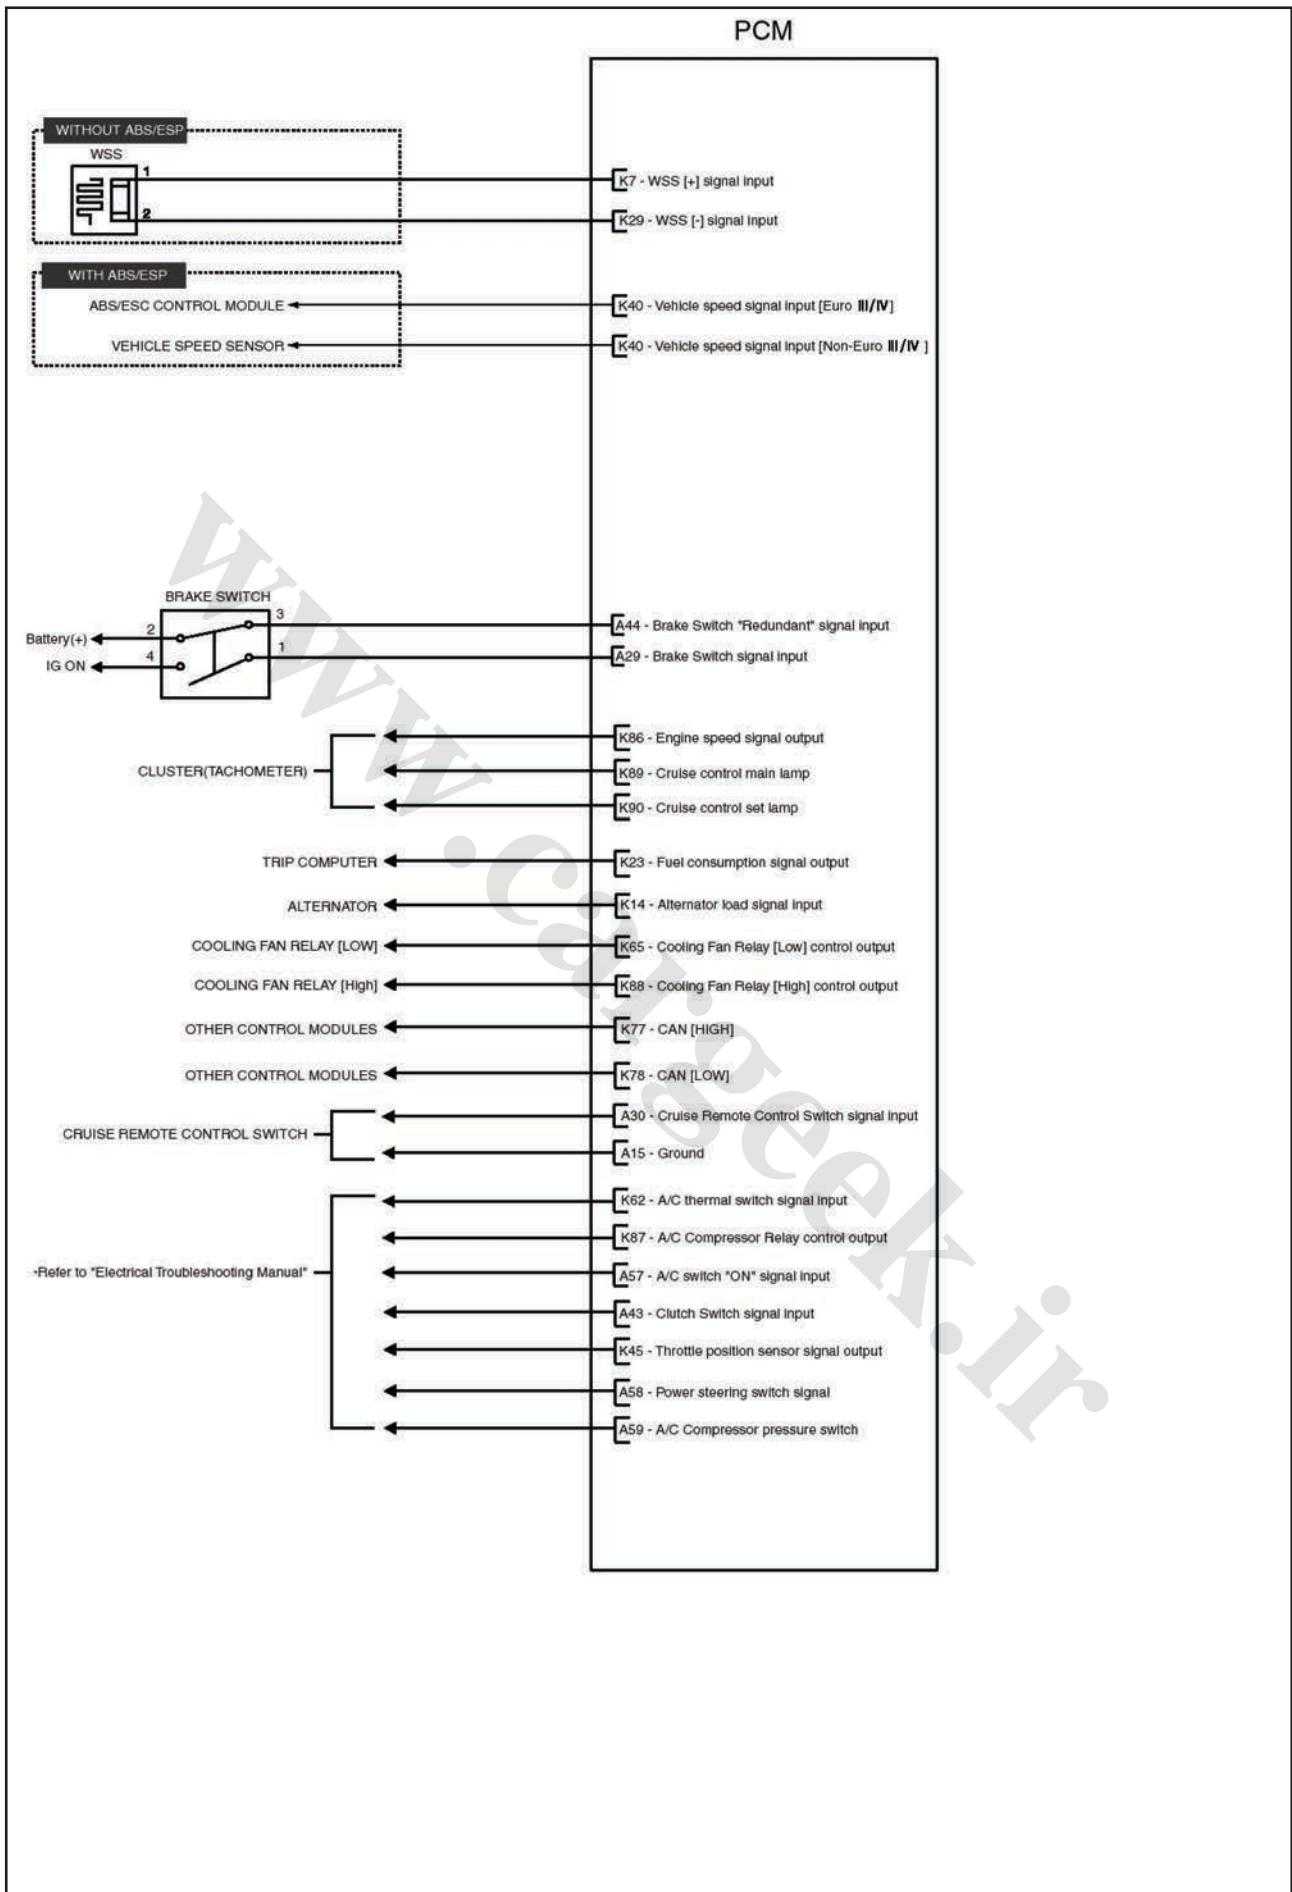 PCM
WITHOUT ABS/ESP
WSS
1
K7 - WSS [+] signal input
2
K29 - WSS [-] signal input
WITH ABS/ESP
ABS/ESC CONTROL MODULE
K40 - Vehicle speed signal input [Euro III/IV]
VEHICLE SPEED SENSOR
K40 - Vehicle speed signal input [Non-Euro III/IV ]
BRAKE SWITCH
Battery(+)
2
3
A44 - Brake Switch "Redundant" signal input
IG ON
4
1
A29 - Brake Switch signal input
CLUSTER(TACHOMETER)
K86 - Engine speed signal output
K89 - Cruise control main lamp
K90 - Cruise control set lamp
TRIP COMPUTER
K23 - Fuel consumption signal output
ALTERNATOR
K14 - Alternator load signal input
COOLING FAN RELAY [LOW]
K65 - Cooling Fan Relay [Low] control output
COOLING FAN RELAY [High]
K88 - Cooling Fan Relay [High] control output
OTHER CONTROL MODULES
K77 - CAN [HIGH]
OTHER CONTROL MODULES
K78 - CAN [LOW]
CRUISE REMOTE CONTROL SWITCH
A30 - Cruise Remote Control Switch signal input
A15 - Ground
-Refer to "Electrical Troubleshooting Manual"
K62 - A/C thermal switch signal input
K87 - A/C Compressor Relay control output
A57 - A/C switch "ON" signal input
A43 - Clutch Switch signal input
K45 - Throttle position sensor signal output
A58 - Power steering switch signal
A59 - A/C Compressor pressure switch
www.cargeek.ir